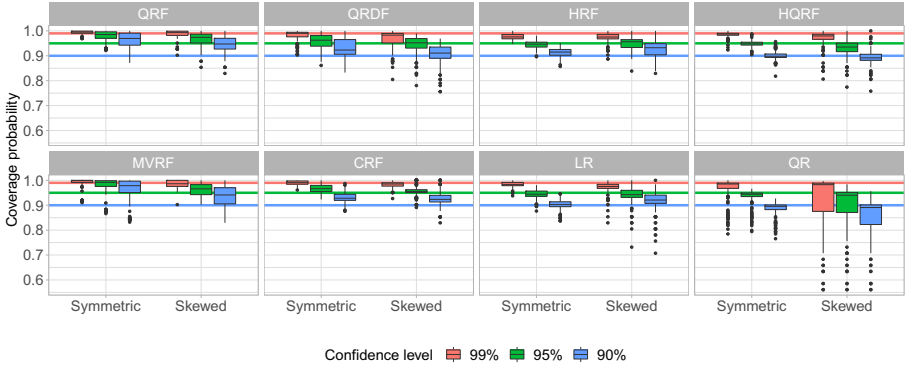 QRF QRDF HRF HQRF
1.0
0.9
0.8
0.7
0.6
MVRF CRF LR QR
1.0
0.9
0.8
0.7
0.6
Coverage probability
Symmetric Skewed Symmetric Skewed Symmetric Skewed Symmetric Skewed
Confidence level 99% 95% 90%